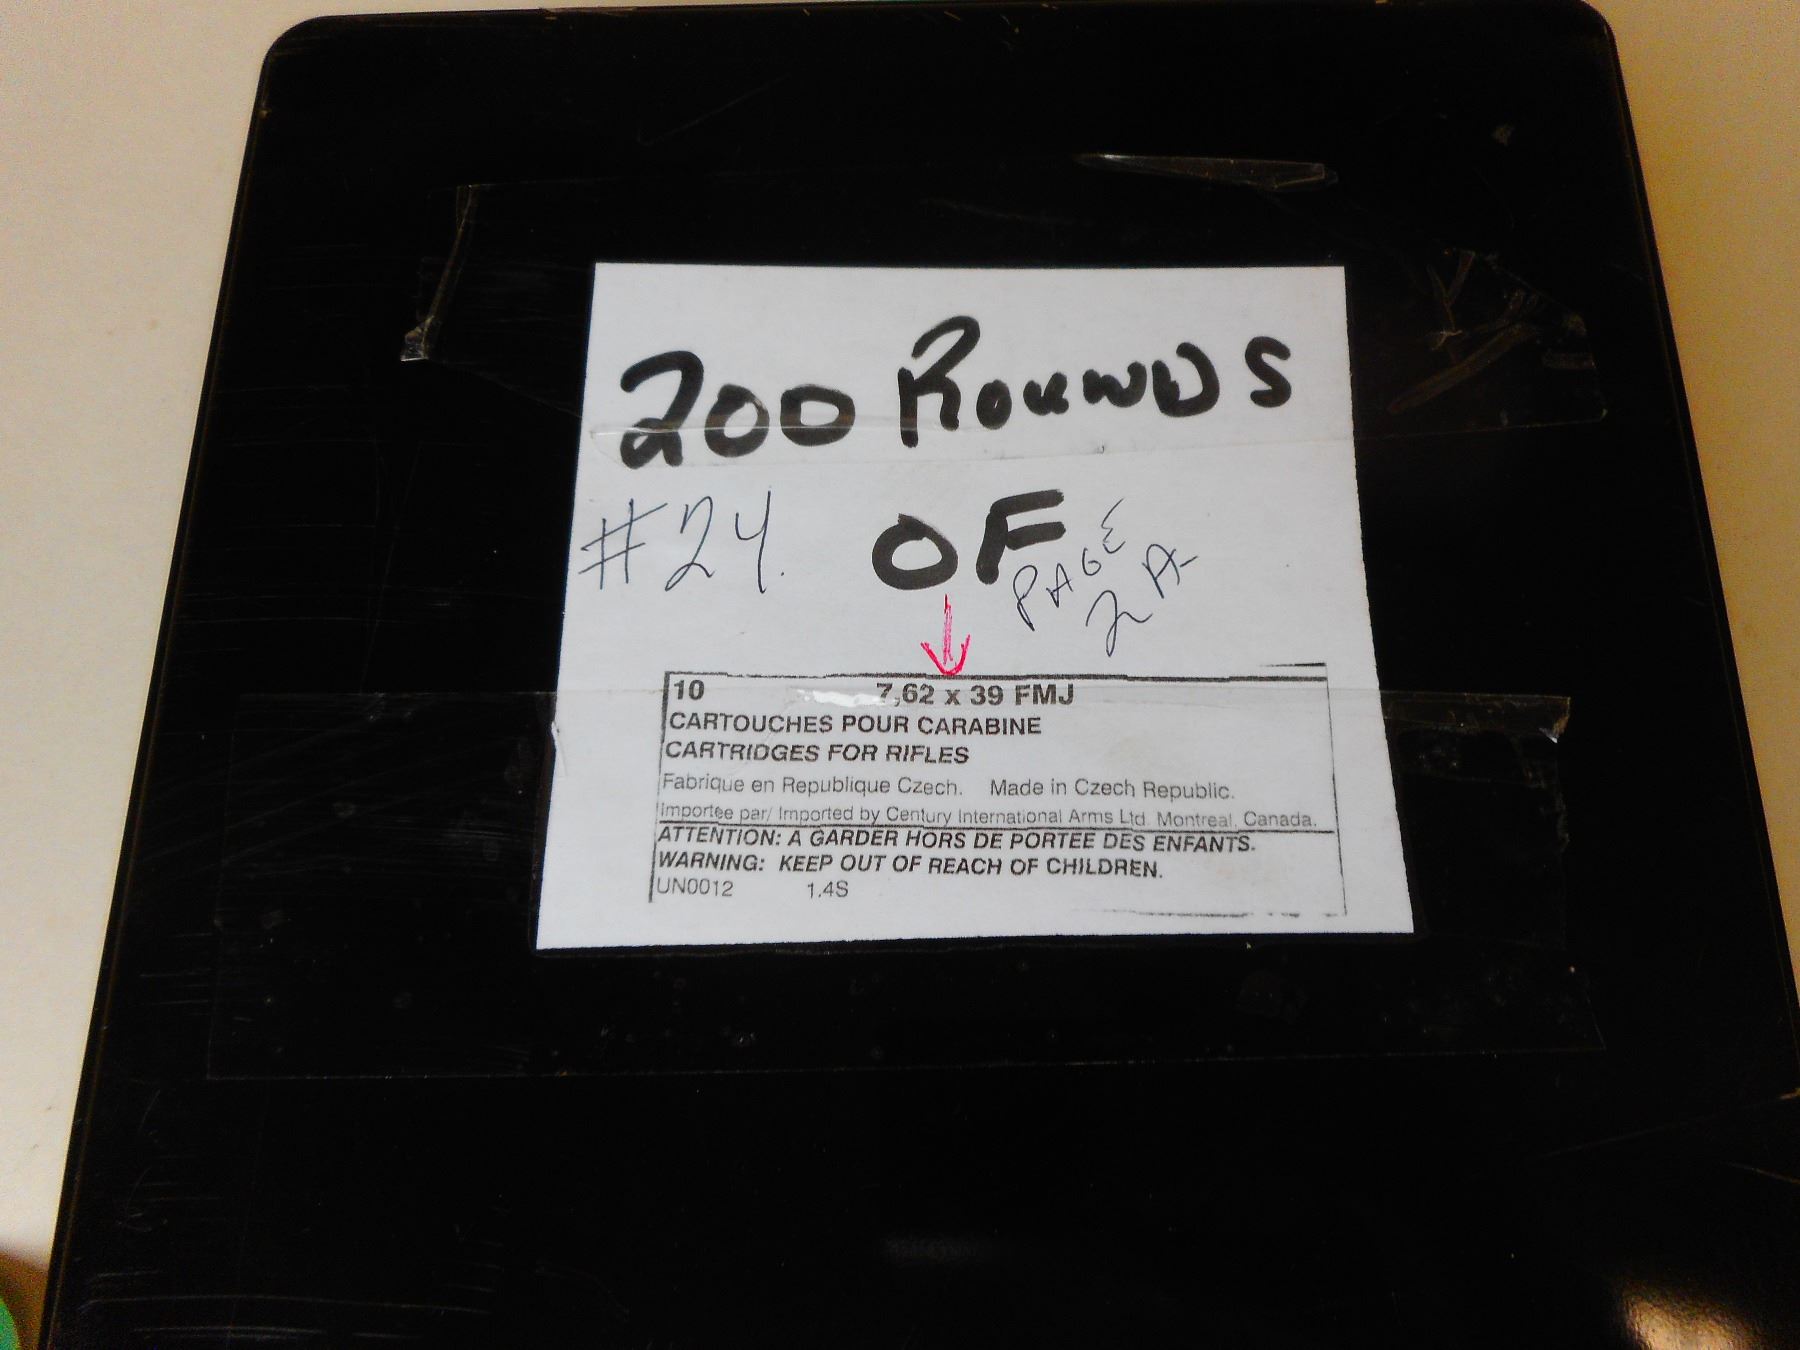 200 ROUNDS
#24. OF
PAGE
2A
10 7,62 x 39 FMJ
CARTOUCHES POUR CARABINE
CARTRIDGES FOR RIFLES
Fabrique en Republique Czech. Made in Czech Republic.
Importee par/ Imported by Century International Arms Ltd. Montreal, Canada.
ATTENTION: A GARDER HORS DE PORTEE DES ENFANTS.
WARNING: KEEP OUT OF REACH OF CHILDREN.
UN0012 1.4S